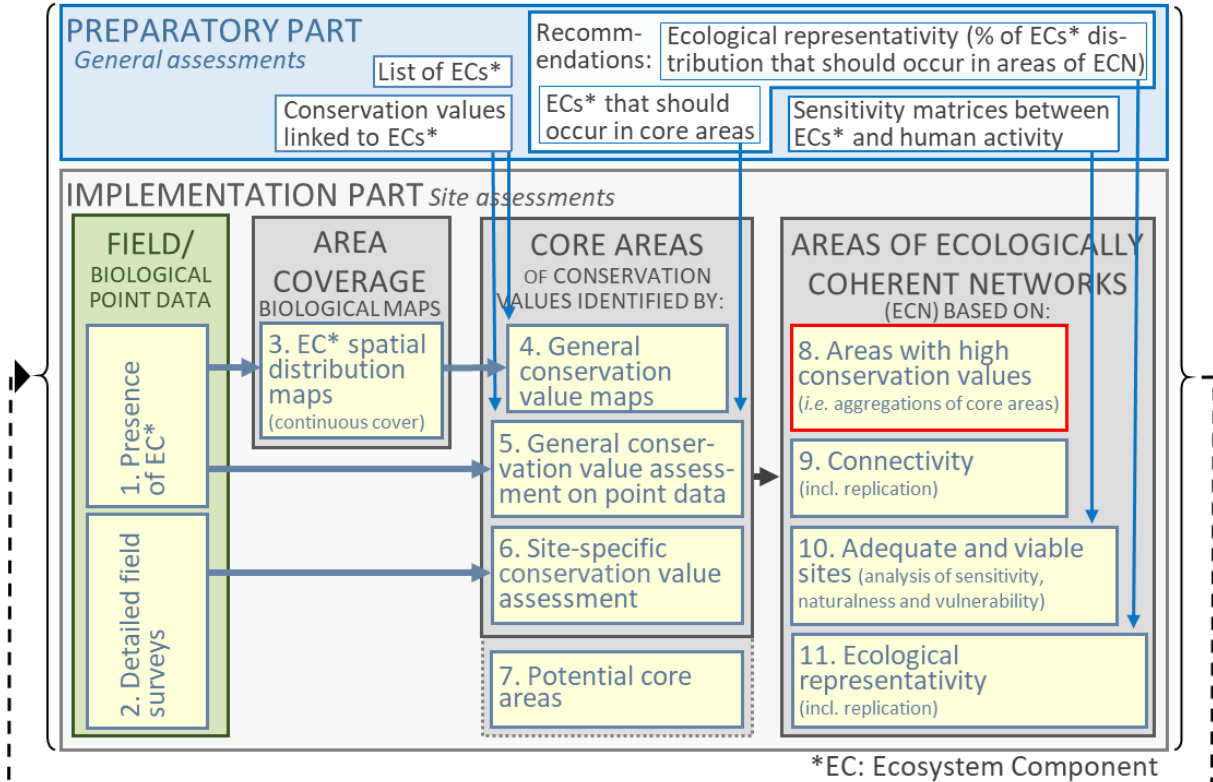 PREPARATORY PART
General assessments
List of ECs*
Conservation values
linked to ECs*
Recomm-
endations:
Ecological representativity (% of ECs* dis-
tribution that should occur in areas of ECN)
ECs* that should
occur in core areas
Sensitivity matrices between
ECs* and human activity
IMPLEMENTATION PART Site assessments
FIELD/
BIOLOGICAL
POINT DATA
1. Presence
of EC*
2. Detailed field
surveys
AREA
COVERAGE
BIOLOGICAL MAPS
3. EC* spatial
distribution
maps
(continuous cover)
CORE AREAS
OF CONSERVATION
VALUES IDENTIFIED BY:
4. General
conservation
value maps
5. General conser-
vation value assess-
ment on point data
6. Site-specific
conservation value
assessment
7. Potential core
areas
AREAS OF ECOLOGICALLY
COHERENT NETWORKS
(ECN) BASED ON:
8. Areas with high
conservation values
(i.e. aggregations of core areas)
9. Connectivity
(incl. replication)
10. Adequate and viable
sites (analysis of sensitivity,
naturalness and vulnerability)
11. Ecological
representativity
(incl. replication)
*EC: Ecosystem Component